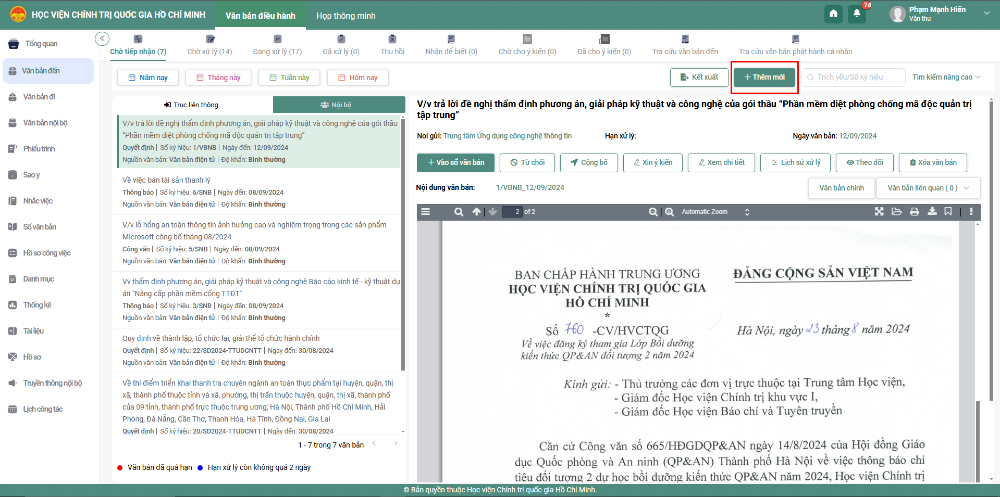 HỌC VIỆN CHÍNH TRỊ QUỐC GIA HỒ CHÍ MINH
Văn bản điều hành
Họp thông minh
74
Phạm Mạnh Hiển
Văn thư
Tổng quan
Văn bản đến
Văn bản đi
Văn bản nội bộ
Phiếu trình
Sao y
Nhắc việc
Sổ văn bản
Hồ sơ công việc
Danh mục
Thống kê
Tài liệu
Hồ sơ
Truyền thông nội bộ
Lịch công tác
Chờ tiếp nhận (7)
Chờ xử lý (14)
Đang xử lý (17)
Đã xử lý (0)
Thu hồi
Nhận để biết (0)
Chờ cho ý kiến (0)
Đã cho ý kiến (0)
Tra cứu văn bản đến
Tra cứu văn bản phát hành cá nhân
Năm nay
Tháng này
Tuần này
Hôm nay
Kết xuất
+ Thêm mới
Trích yếu/Số ký hiệu
Tìm kiếm nâng cao
Trục liên thông
Nội bộ
V/v trả lời đề nghị thẩm định phương án, giải pháp kỹ thuật và công nghệ của gói thầu
“Phần mềm diệt phòng chống mã độc quản trị tập trung”
Quyết định | Số ký hiệu: 1/VBNB | Ngày đến: 12/09/2024
Nguồn văn bản: Văn bản điện tử | Độ khẩn: Bình thường
Về việc bán tài sản thanh lý
Thông báo | Số ký hiệu: 6/SNB | Ngày đến: 08/09/2024
Nguồn văn bản: Văn bản điện tử | Độ khẩn: Bình thường
V/v lỗ hổng an toàn thông tin ảnh hưởng cao và nghiêm trọng trong các sản phẩm
Microsoft công bố tháng 08/2024
Công văn | Số ký hiệu: 5/SNB | Ngày đến: 08/09/2024
Nguồn văn bản: Văn bản điện tử | Độ khẩn: Bình thường
Vv thẩm định phương án, giải pháp kỹ thuật và công nghệ Báo cáo kinh tế - kỹ thuật dự
án "Nâng cấp phần mềm cổng TTĐT"
Thông báo | Số ký hiệu: 3/SNB | Ngày đến: 08/09/2024
Nguồn văn bản: Văn bản điện tử | Độ khẩn: Bình thường
Quy định về thành lập, tổ chức lại, giải thể tổ chức hành chính
Quyết định | Số ký hiệu: 22/SD2024-TTUDCNTT | Ngày đến: 30/08/2024
Nguồn văn bản: Văn bản điện tử | Độ khẩn: Bình thường
Về thí điểm triển khai thanh tra chuyên ngành an toàn thực phẩm tại huyện, quận, thị
xã, thành phố thuộc tỉnh và xã, phường, thị trấn thuộc huyện, quận, thị xã, thành phố
của 09 tỉnh, thành phố trực thuộc trung ương; Hà Nội, Thành phố Hồ Chí Minh, Hải
Phòng, Đà Nẵng, Cần Thơ, Thanh Hóa, Hà Tĩnh, Đồng Nai, Gia Lai
Quyết định | Số ký hiệu: 20/SD2024-TTUDCNTT | Ngày đến: 30/08/2024
1 - 7 trong 7 văn bản
Văn bản đã quá hạn
Hạn xử lý còn không quá 2 ngày
V/v trả lời đề nghị thẩm định phương án, giải pháp kỹ thuật và công nghệ của gói thầu “Phần mềm diệt phòng chống mã độc quản trị
tập trung”
Nơi gửi: Trung tâm Ứng dụng công nghệ thông tin
Hạn xử lý:
Ngày văn bản: 12/09/2024
+ Vào sổ văn bản
Từ chối
Công bố
Xin ý kiến
Xem chi tiết
Lịch sử xử lý
Theo dõi
Xóa văn bản
Nội dung văn bản:
1/VBNB_12/09/2024
Văn bản chính
Văn bản liên quan ( 0 )
2 of 2
Automatic Zoom
BAN CHẤP HÀNH TRUNG ƯƠNG
HỌC VIỆN CHÍNH TRỊ QUỐC GIA
HỒ CHÍ MINH
*
Số 760 -CV/HVCTQG
Về việc đăng ký tham gia Lớp Bồi dưỡng
kiến thức QP&AN đối tượng 2 năm 2024
ĐẢNG CỘNG SẢN VIỆT NAM
Hà Nội, ngày 23 tháng 8 năm 2024
Kính gửi: - Thủ trưởng các đơn vị trực thuộc tại Trung tâm Học viện,
- Giám đốc Học viện Chính trị khu vực I,
- Giám đốc Học viện Báo chí và Tuyên truyền
Căn cứ Công văn số 665/HĐGDQP&AN ngày 14/8/2024 của Hội đồng Giáo
dục Quốc phòng và An ninh (QP&AN) Thành phố Hà Nội về việc thông báo chỉ
tiêu đối tượng 2 dự học bồi dưỡng kiến thức QP&AN năm 2024, Học viện Chính trị
© Bản quyền thuộc Học viện Chính trị quốc gia Hồ Chí Minh.